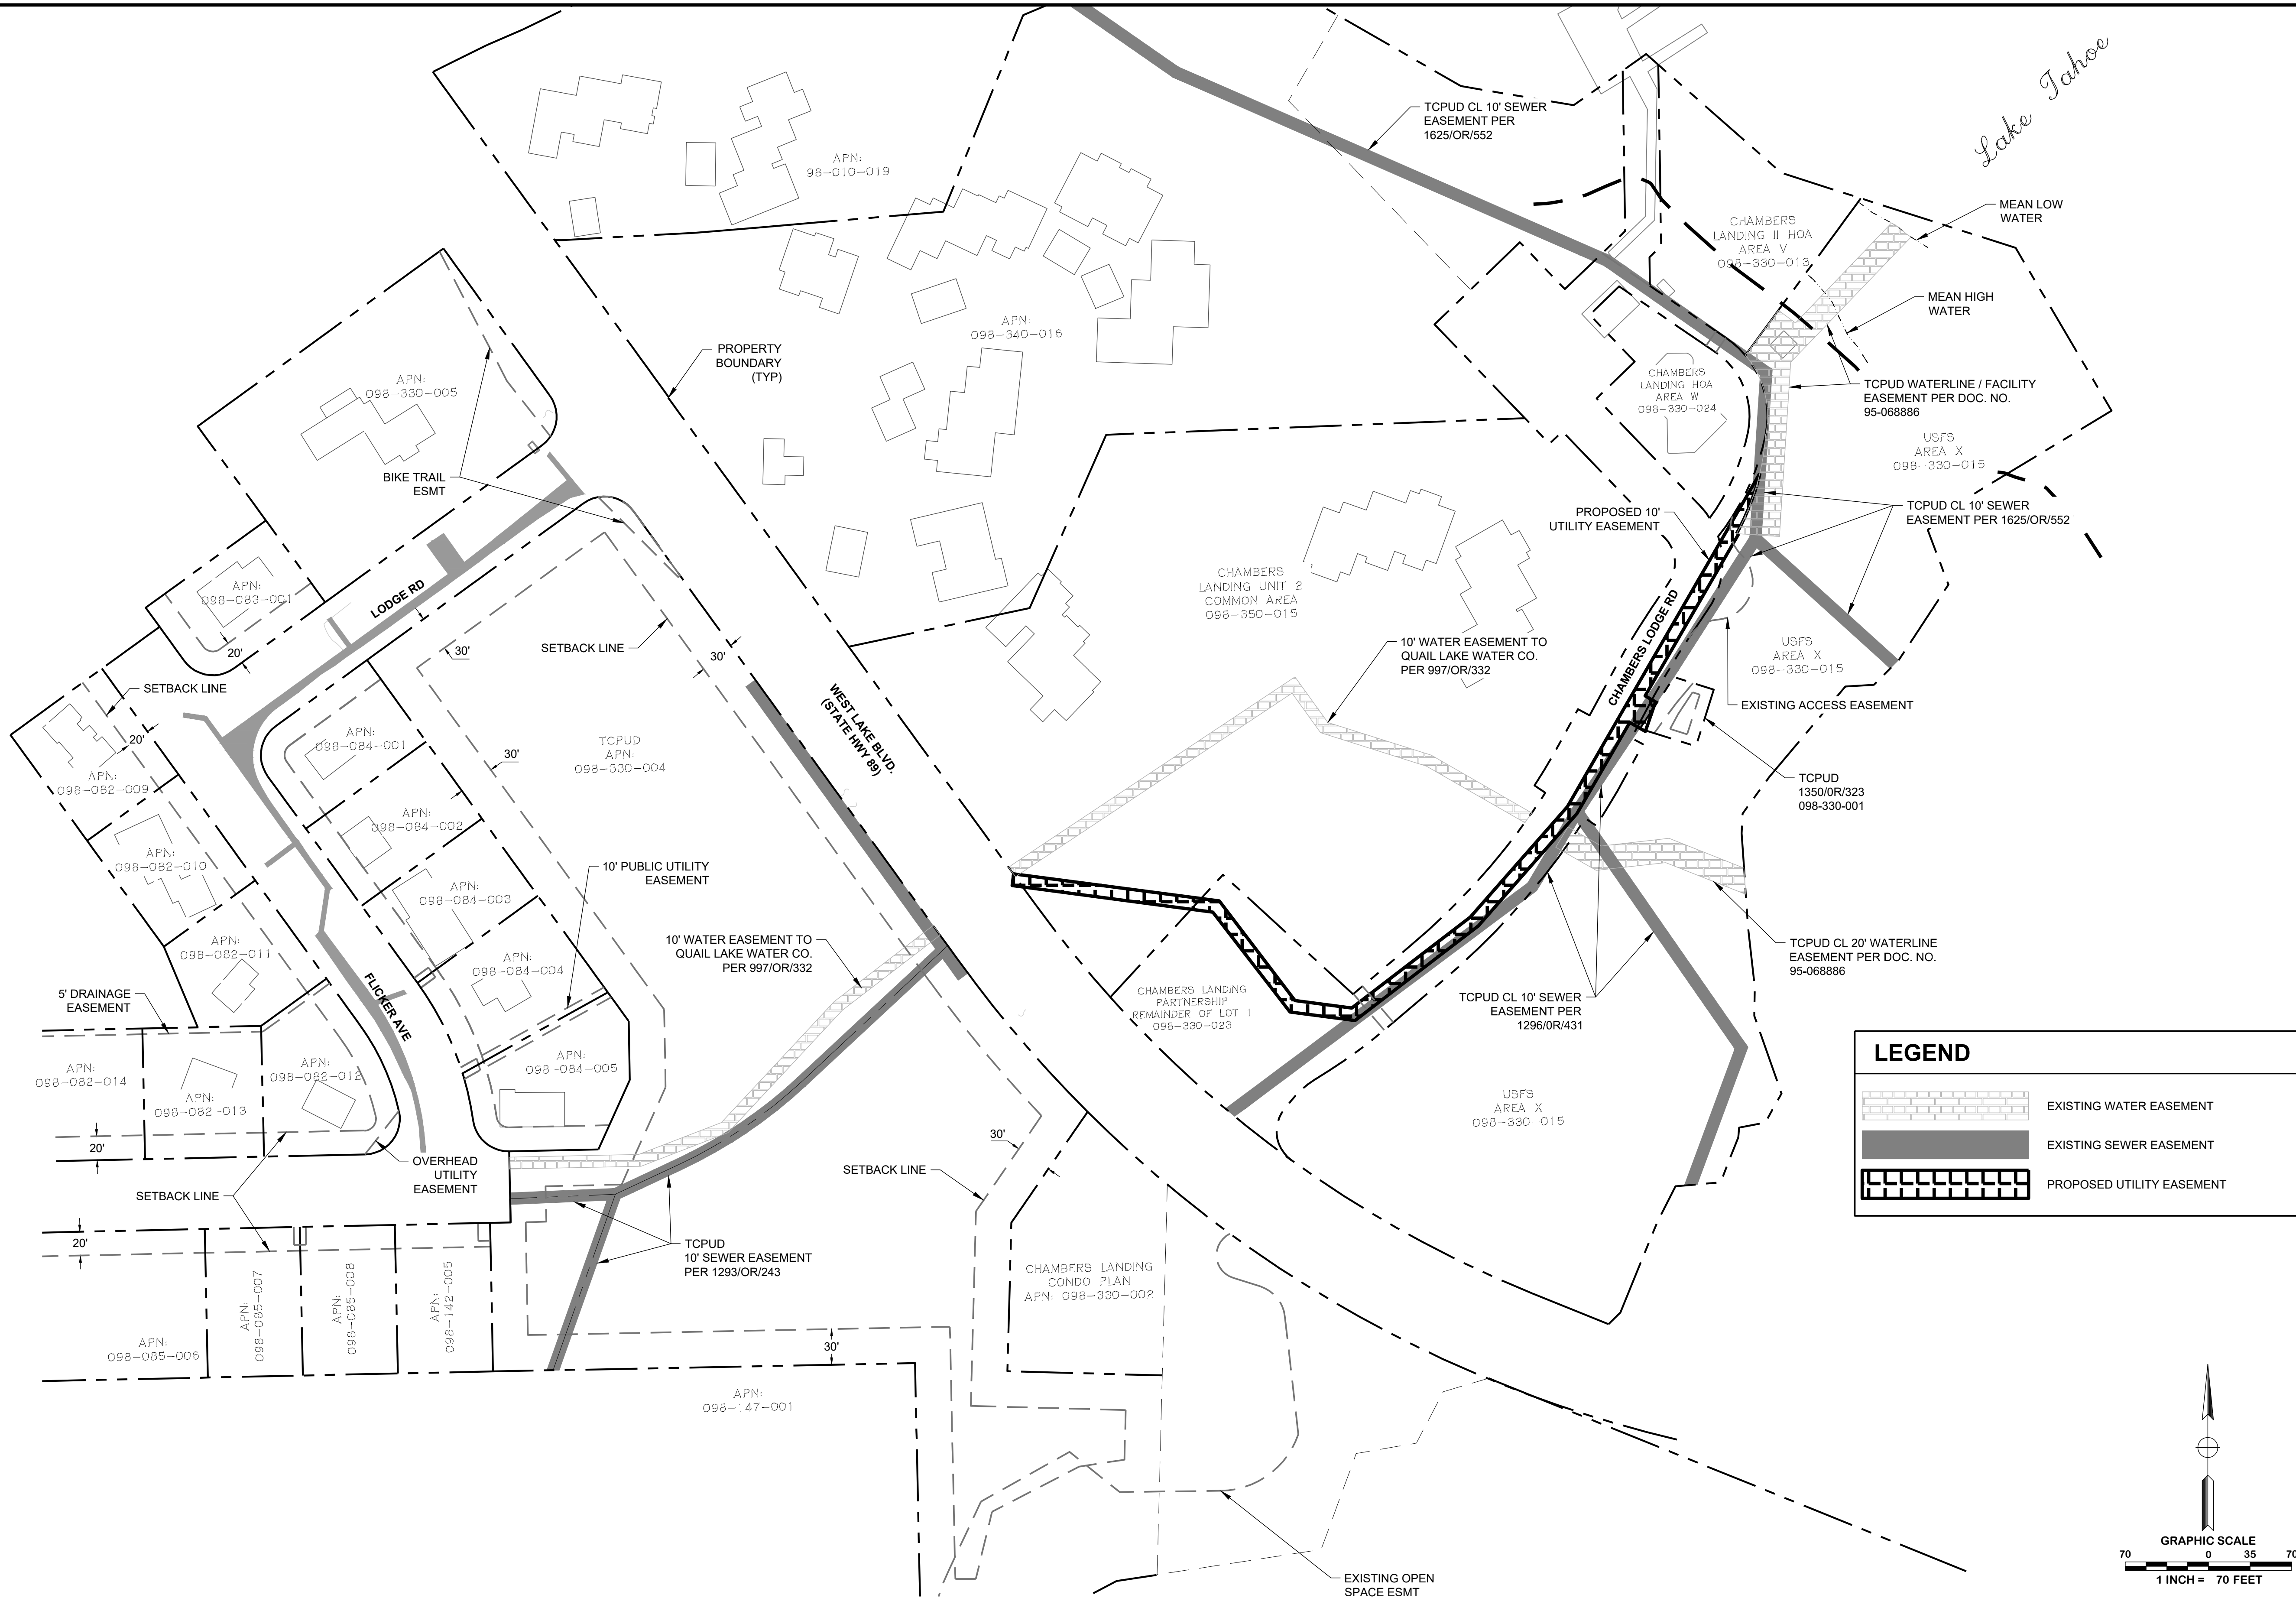 Lake Tahoe
TCPUD CL 10' SEWER
EASEMENT PER
1625/OR/552
APN:
98-010-019
MEAN LOW
WATER
CHAMBERS
LANDING II HOA
AREA V
098-330-013
MEAN HIGH
WATER
APN:
098-340-016
PROPERTY
BOUNDARY
(TYP)
APN:
098-330-005
CHAMBERS
LANDING HOA
AREA W
098-330-024
TCPUD WATERLINE / FACILITY
EASEMENT PER DOC. NO.
95-068886
USFS
AREA X
098-330-015
BIKE TRAIL
ESMT
PROPOSED 10'
UTILITY EASEMENT
TCPUD CL 10' SEWER
EASEMENT PER 1625/OR/552
APN:
098-083-001
LODGE RD
20'
CHAMBERS
LANDING UNIT 2
COMMON AREA
098-350-015
CHAMBERS LODGE RD
SETBACK LINE
30'
30'
10' WATER EASEMENT TO
QUAIL LAKE WATER CO.
PER 997/OR/332
USFS
AREA X
098-330-015
SETBACK LINE
WEST LAKE BLVD.
(STATE HWY 89)
EXISTING ACCESS EASEMENT
20'
APN:
098-084-001
30'
TCPUD
APN:
098-330-004
APN:
098-082-009
TCPUD
1350/0R/323
098-330-001
APN:
098-084-002
APN:
098-082-010
10' PUBLIC UTILITY
EASEMENT
APN:
098-084-003
APN:
098-082-011
10' WATER EASEMENT TO
QUAIL LAKE WATER CO.
PER 997/OR/332
TCPUD CL 20' WATERLINE
EASEMENT PER DOC. NO.
95-068886
APN:
098-084-004
5' DRAINAGE
EASEMENT
FLICKER AVE
CHAMBERS LANDING
PARTNERSHIP
REMAINDER OF LOT 1
098-330-023
TCPUD CL 10' SEWER
EASEMENT PER
1296/0R/431
APN:
098-082-014
APN:
098-082-013
APN:
098-082-012
APN:
098-084-005
LEGEND
EXISTING WATER EASEMENT
EXISTING SEWER EASEMENT
PROPOSED UTILITY EASEMENT
USFS
AREA X
098-330-015
20'
30'
OVERHEAD
UTILITY
EASEMENT
SETBACK LINE
SETBACK LINE
20'
TCPUD
10' SEWER EASEMENT
PER 1293/OR/243
CHAMBERS LANDING
CONDO PLAN
APN: 098-330-002
APN:
098-085-006
APN:
098-085-007
APN:
098-085-008
APN:
098-142-005
30'
APN:
098-147-001
EXISTING OPEN
SPACE ESMT
GRAPHIC SCALE
70 0 35 70
1 INCH = 70 FEET